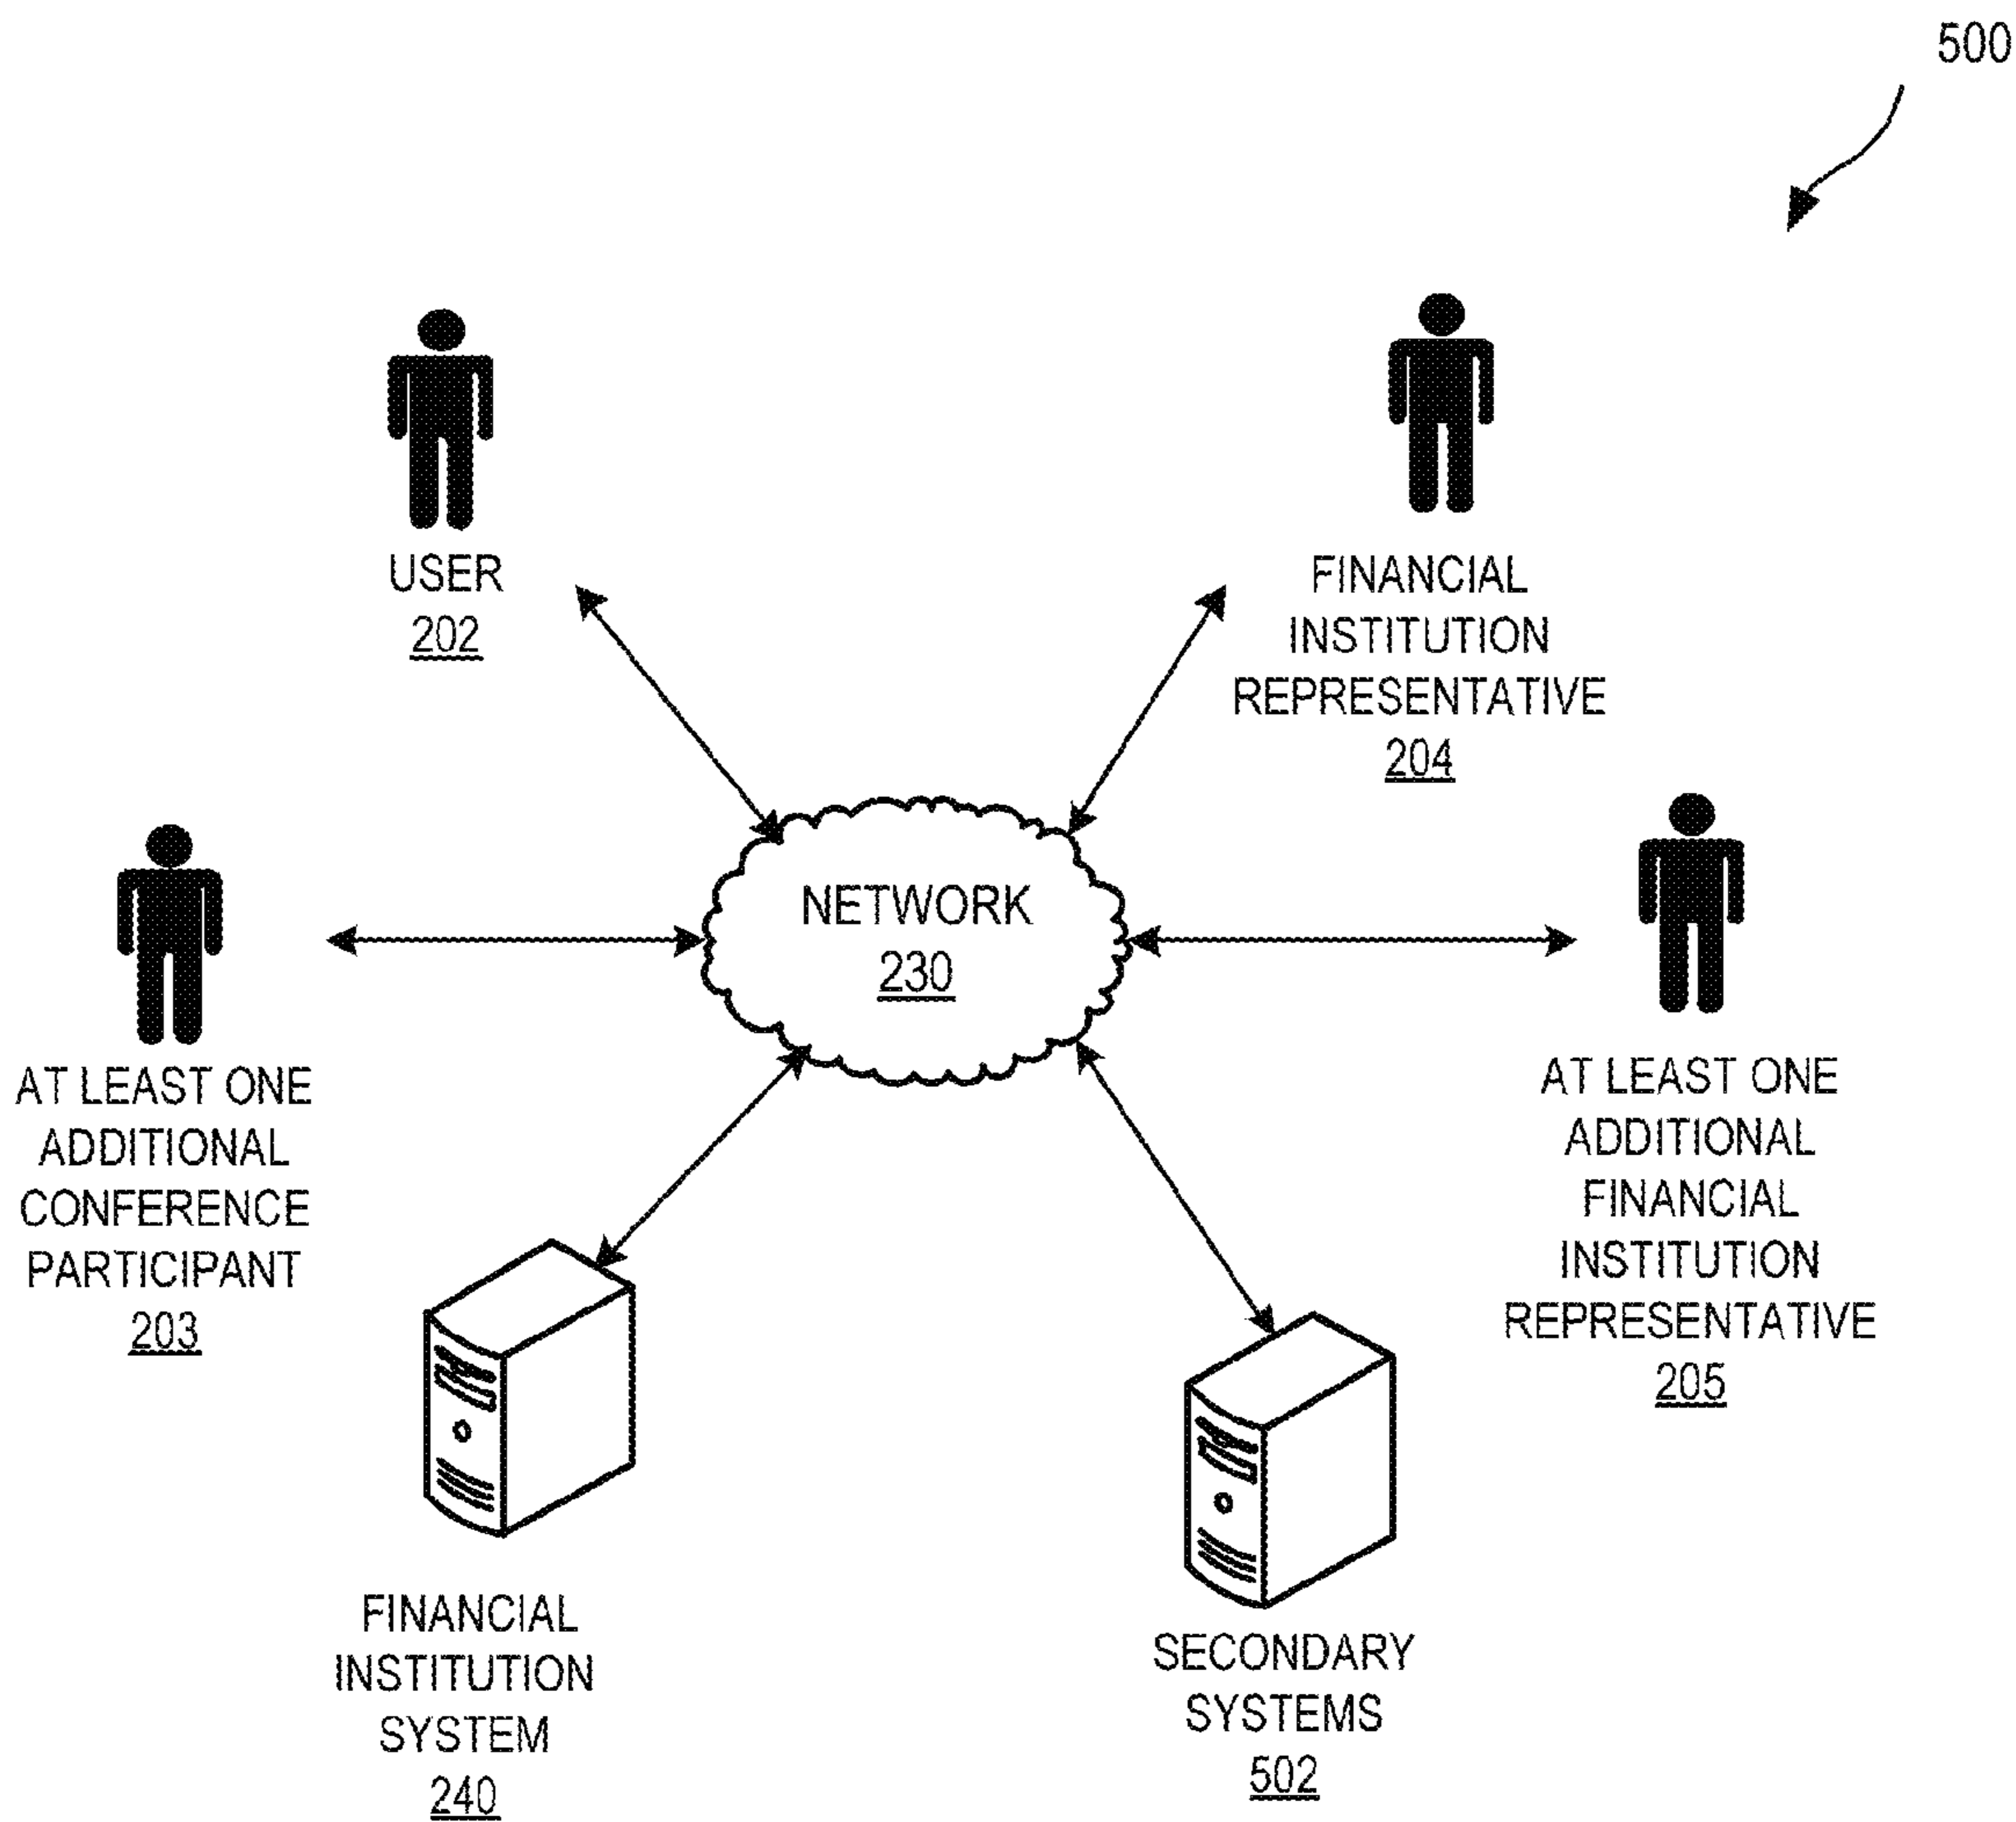 500
USER
202
FINANCIAL
INSTITUTION
REPRESENTATIVE
204
NETWORK
230
AT LEAST ONE
ADDITIONAL
CONFERENCE
PARTICIPANT
203
AT LEAST ONE
ADDITIONAL
FINANCIAL
INSTITUTION
REPRESENTATIVE
205
FINANCIAL
INSTITUTION
SYSTEM
240
SECONDARY
SYSTEMS
502